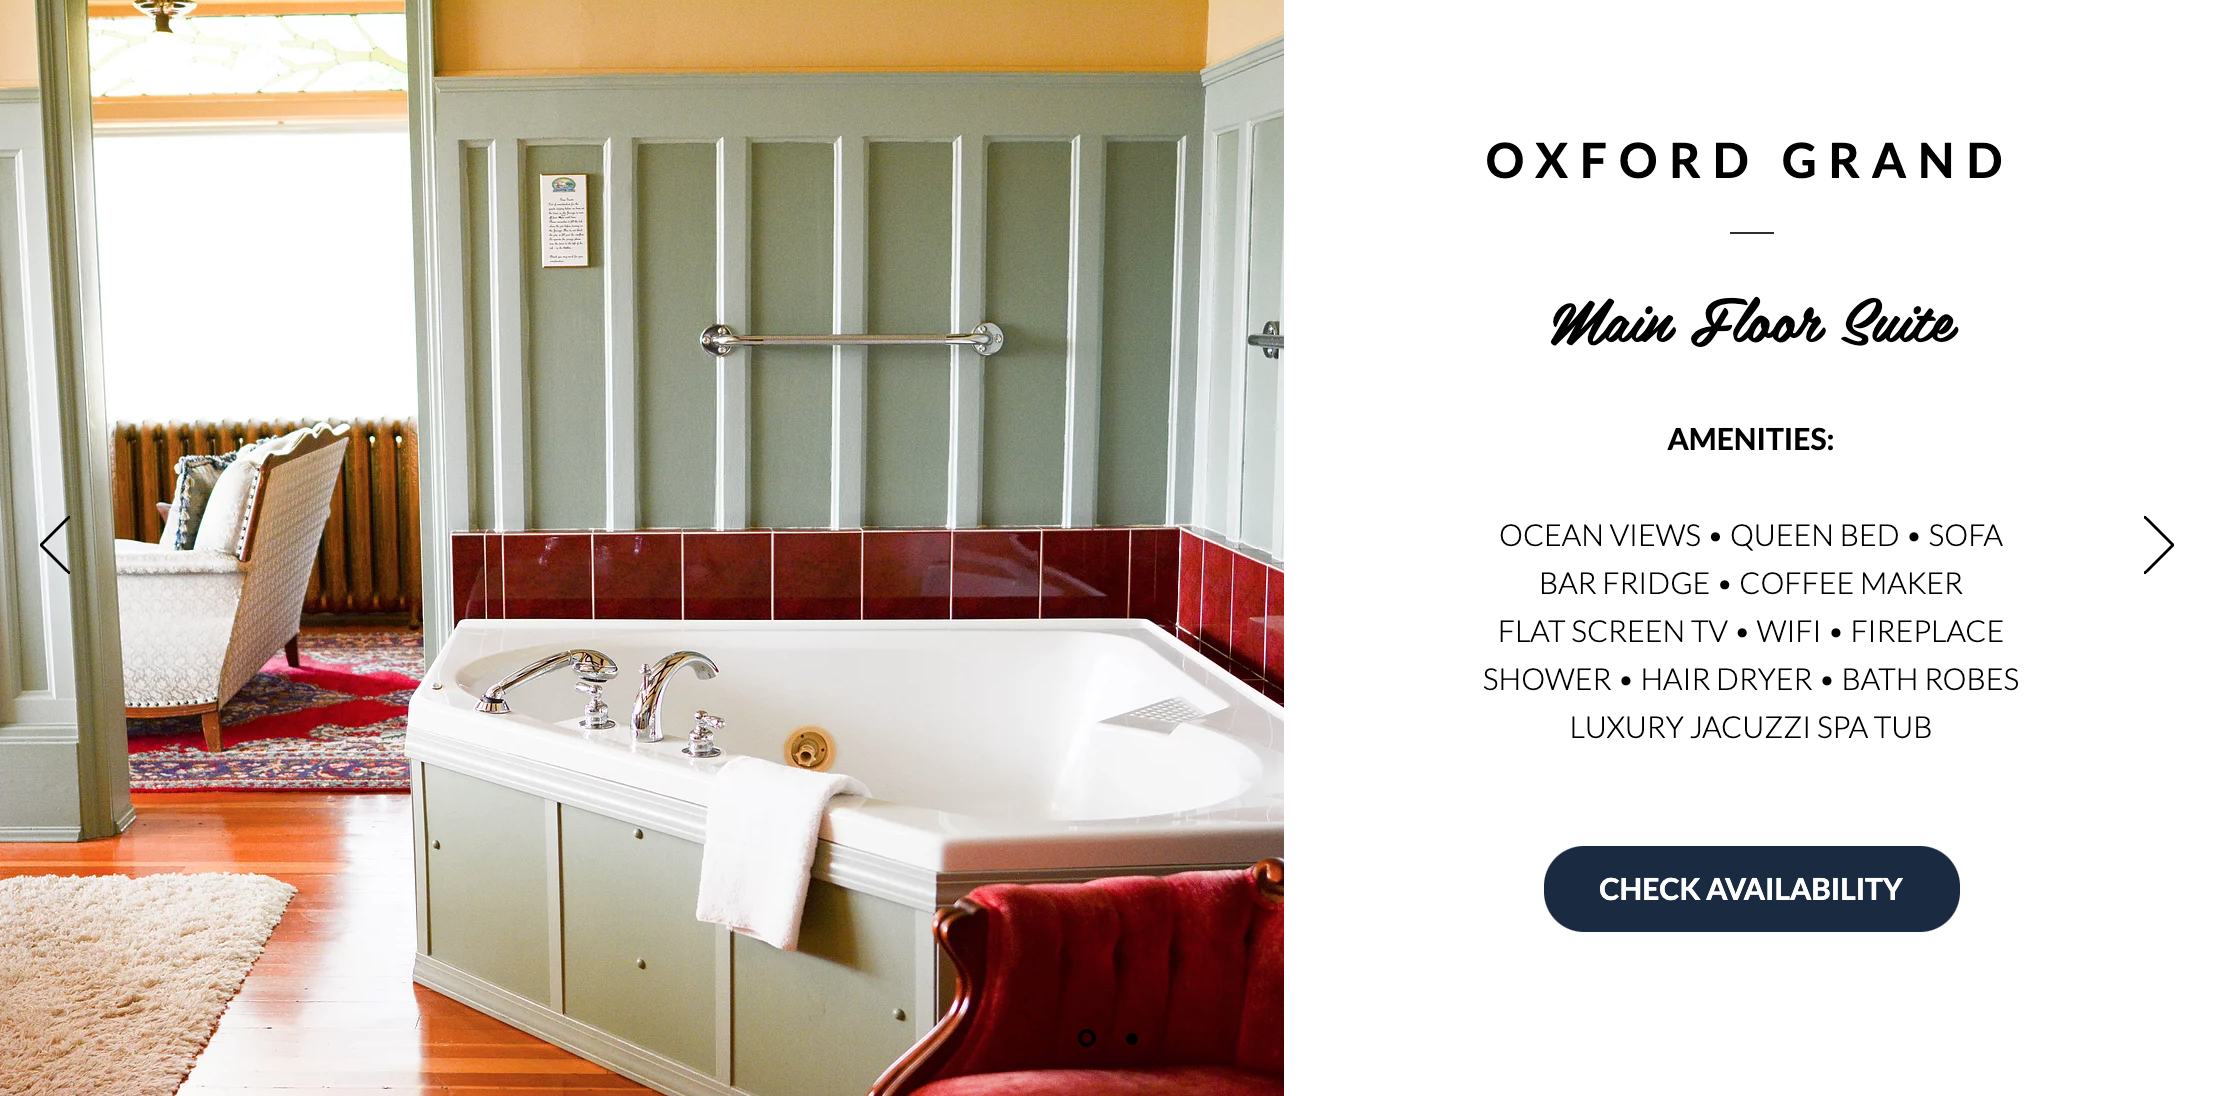 OXFORD GRAND
Main Floor Suite
AMENITIES:
OCEAN VIEWS • QUEEN BED • SOFA
BAR FRIDGE • COFFEE MAKER
FLAT SCREEN TV • WIFI • FIREPLACE
SHOWER • HAIR DRYER • BATH ROBES
LUXURY JACUZZI SPA TUB
CHECK AVAILABILITY